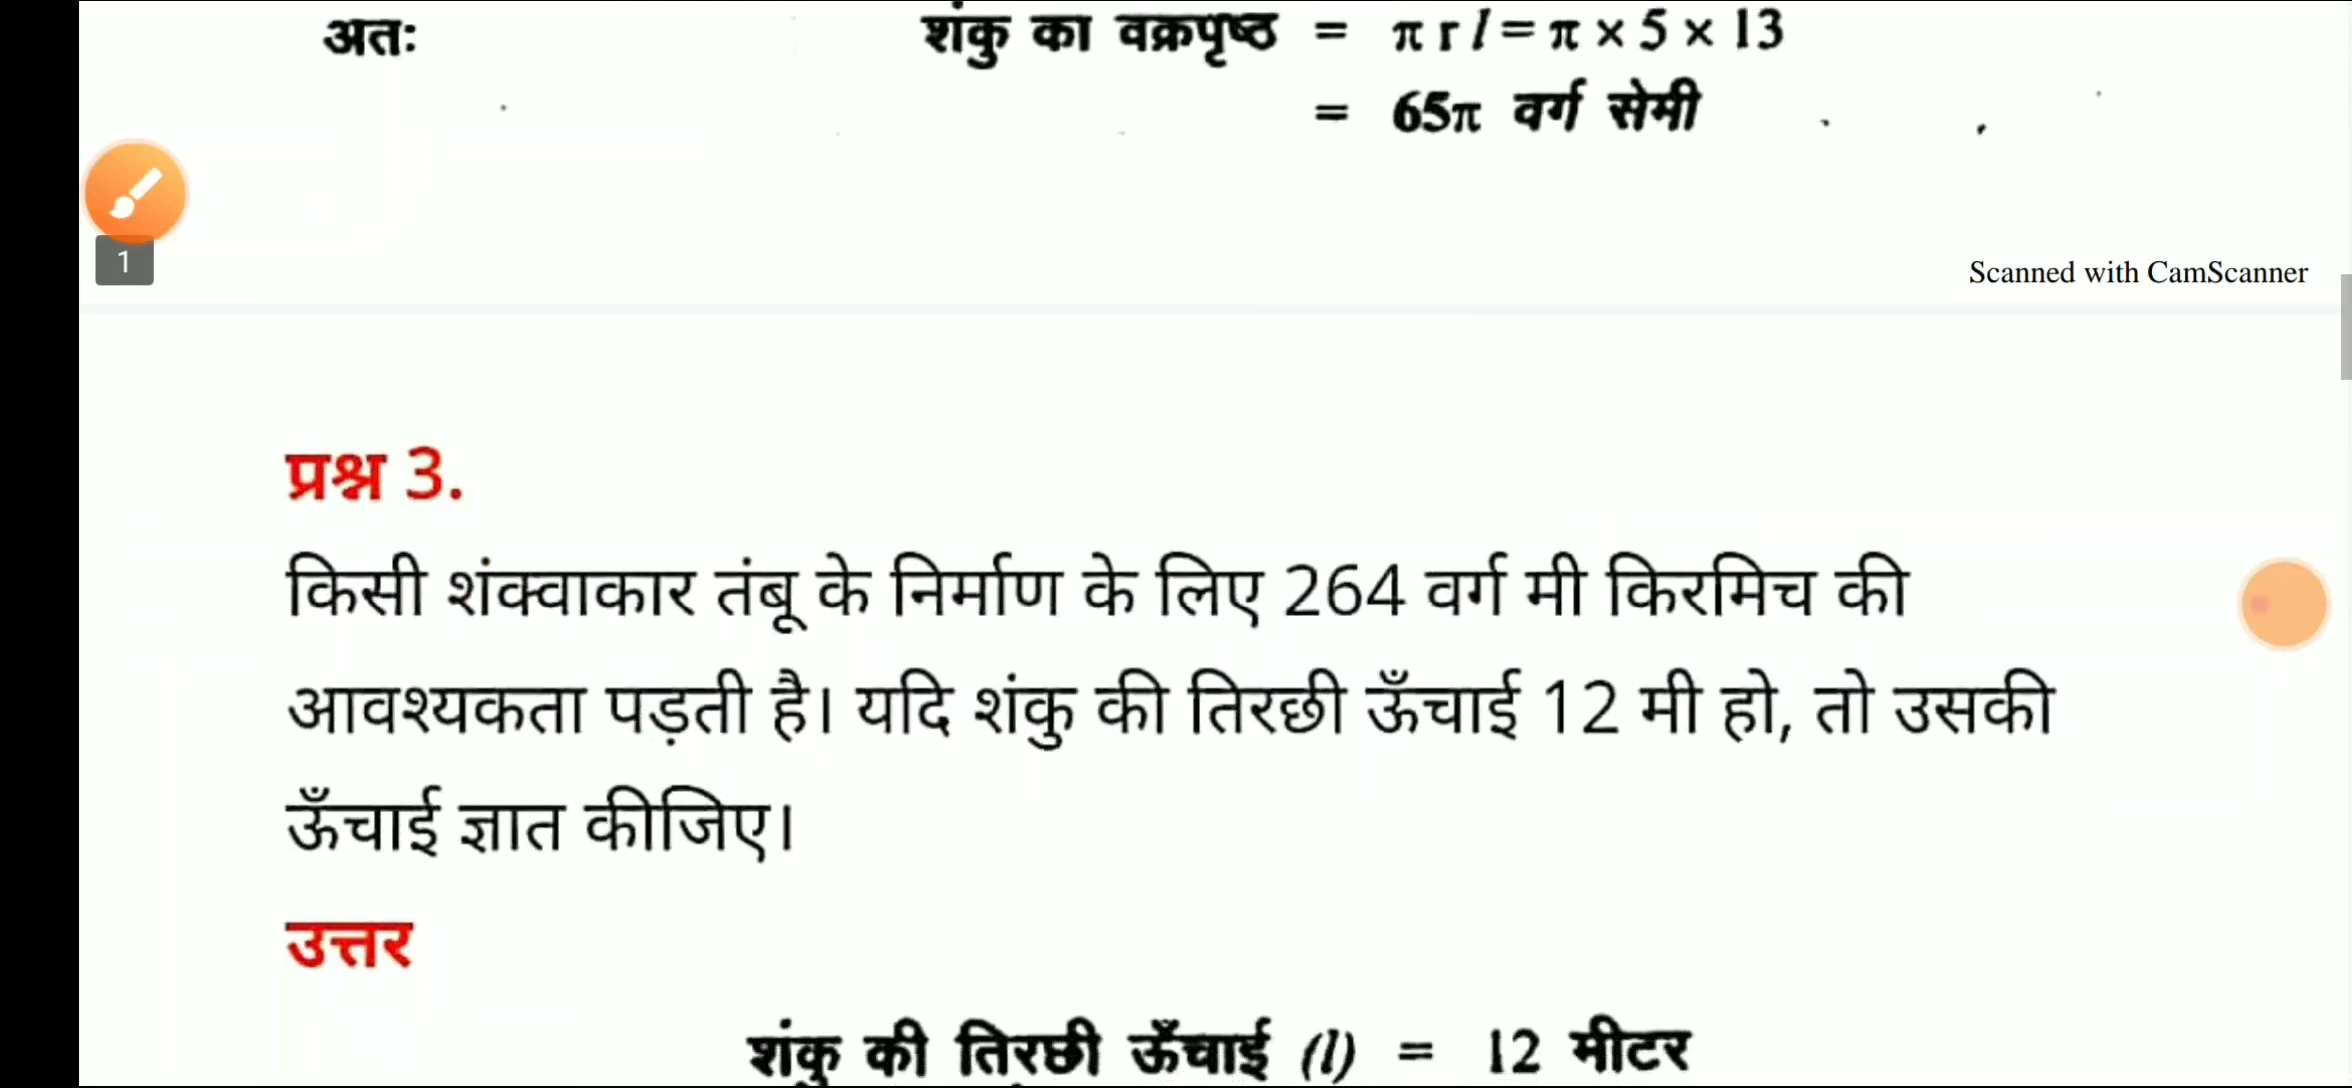 अतः शंकु का वक्रपृष्ठ = π r l = π × 5 × 13
= 65π वर्ग सेमी
1
Scanned with CamScanner
प्रश्न 3.
किसी शंक्वाकार तंबू के निर्माण के लिए 264 वर्ग मी किरमिच की
आवश्यकता पड़ती है। यदि शंकु की तिरछी ऊँचाई 12 मी हो, तो उसकी
ऊँचाई ज्ञात कीजिए।
उत्तर
शंकु की तिरछी ऊँचाई (l) = 12 मीटर